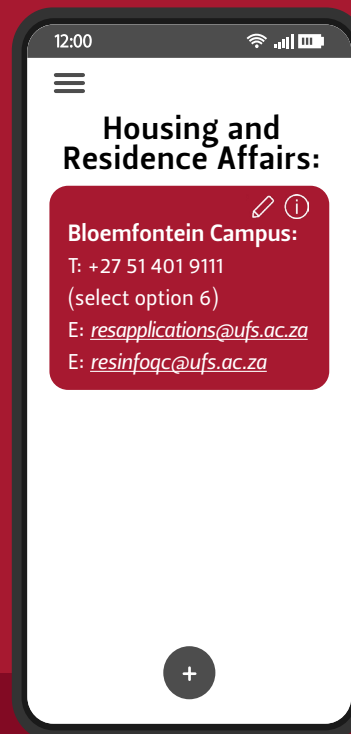 12:00
Housing and
Residence Affairs:
Bloemfontein Campus:
T: +27 51 401 9111
(select option 6)
E: resapplications@ufs.ac.za
E: resinfoqc@ufs.ac.za
+